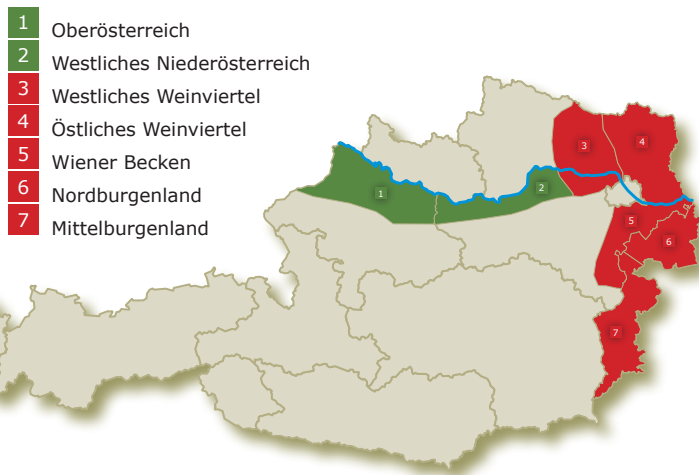 1 Oberösterreich
2 Westliches Niederösterreich
3 Westliches Weinviertel
4 Östliches Weinviertel
5 Wiener Becken
6 Nordburgenland
7 Mittelburgenland
3
4
1
2
5
6
7